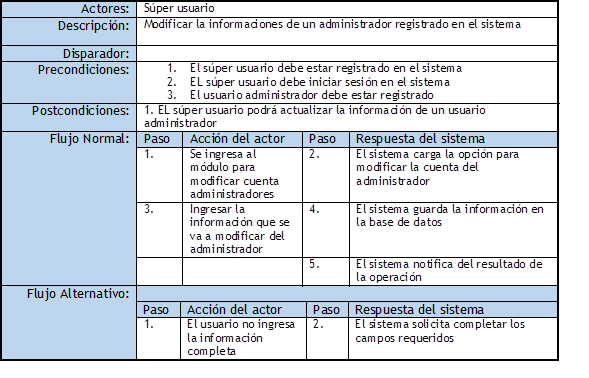 Actores: Súper usuario
Descripción: Modificar la informaciones de un administrador registrado en el sistema
Disparador:
Precondiciones: 1. El súper usuario debe estar registrado en el sistema
2. EL súper usuario debe iniciar sesión en el sistema
3. El usuario administrador debe estar registrado
Postcondiciones: 1. EL súper usuario podrá actualizar la información de un usuario
administrador
Flujo Normal: Paso Acción del actor Paso Respuesta del sistema
1. Se ingresa al 2. El sistema carga la opción para
módulo para modificar la cuenta del
modificar cuenta administrador
administradores
3. Ingresar la 4. El sistema guarda la información en
información que se la base de datos
va a modificar del
administrador
5. El sistema notifica del resultado de
la operación
Flujo Alternativo:
Paso Acción del actor Paso Respuesta del sistema
1. El usuario no ingresa 2. El sistema solicita completar los
la información campos requeridos
completa